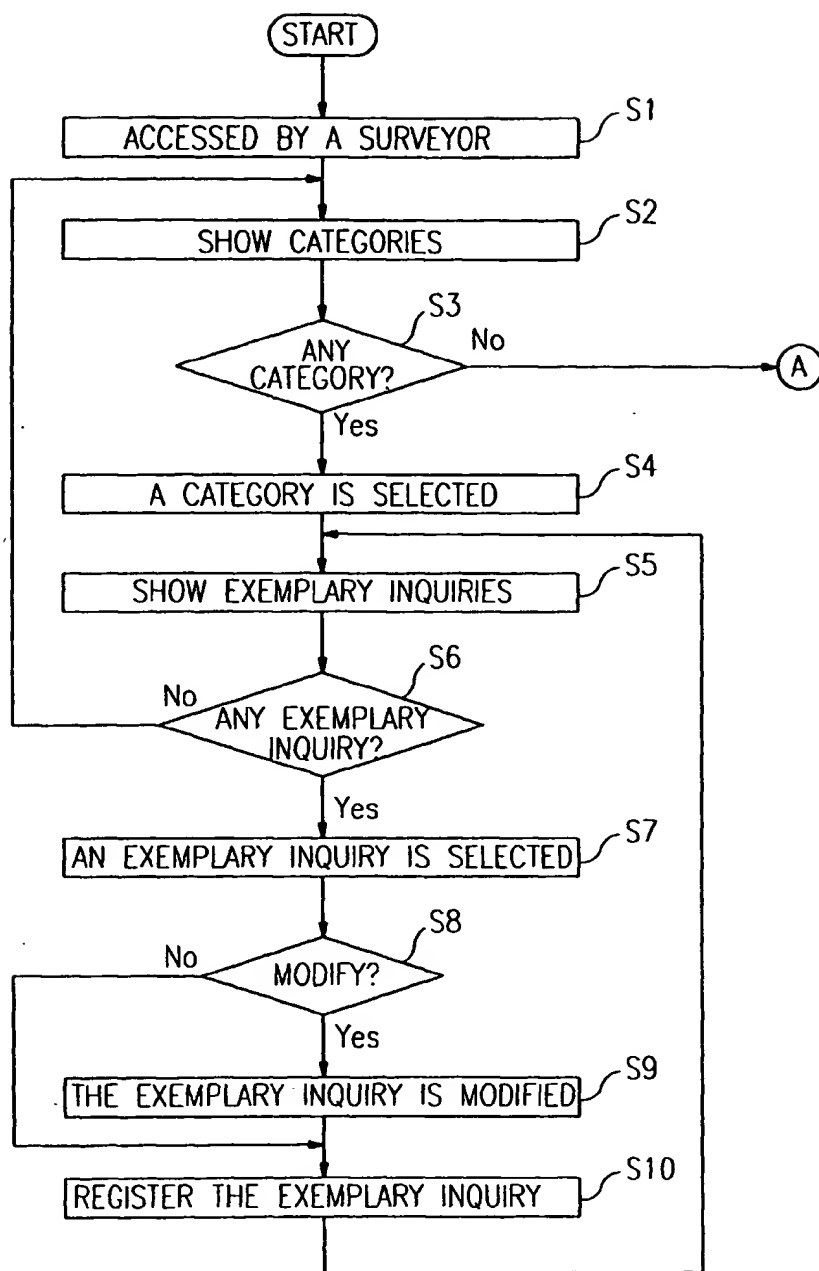 START
S1
ACCESSED BY A SURVEYOR
S2
SHOW CATEGORIES
S3
ANY
CATEGORY?
No
A
Yes
S4
A CATEGORY IS SELECTED
S5
SHOW EXEMPLARY INQUIRIES
S6
No
ANY EXEMPLARY
INQUIRY?
Yes
S7
AN EXEMPLARY INQUIRY IS SELECTED
S8
No
MODIFY?
Yes
S9
THE EXEMPLARY INQUIRY IS MODIFIED
S10
REGISTER THE EXEMPLARY INQUIRY